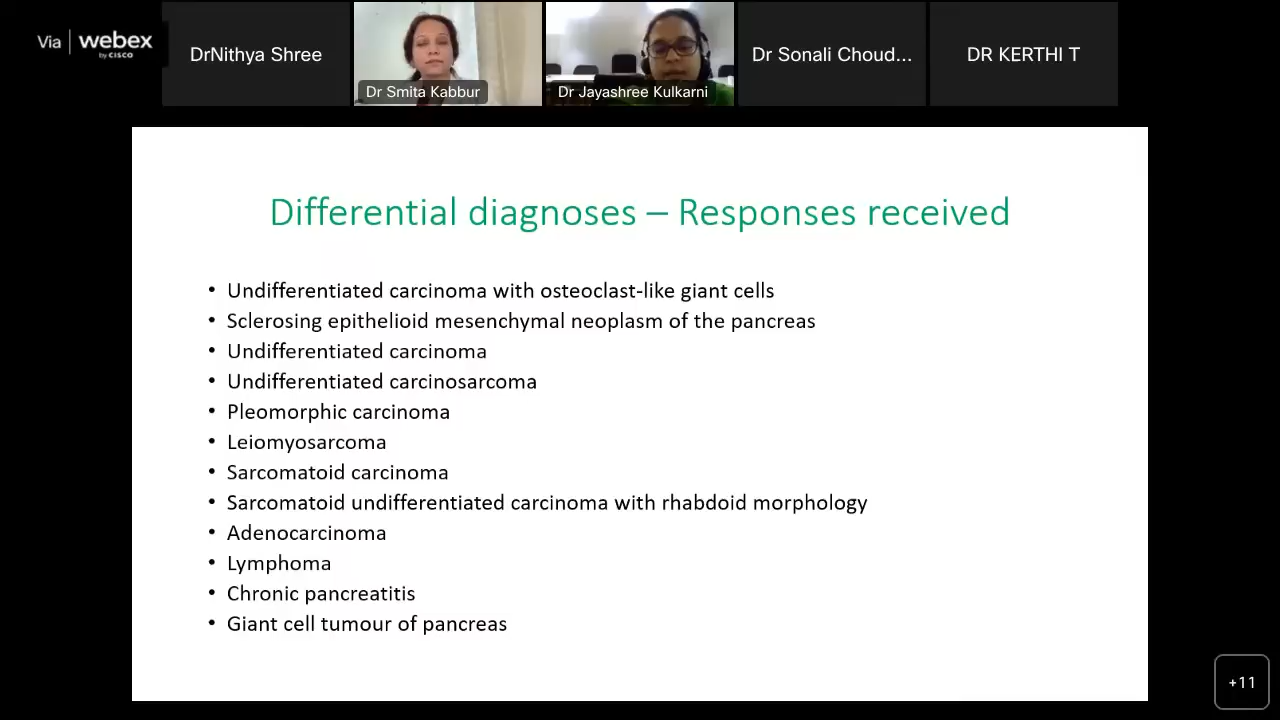 Via webex
by CISCO
DrNithya Shree
Dr Smita Kabbur
Dr Jayashree Kulkarni
Dr Sonali Choud...
DR KERTHI T
Differential diagnoses – Responses received
• Undifferentiated carcinoma with osteoclast-like giant cells
• Sclerosing epithelioid mesenchymal neoplasm of the pancreas
• Undifferentiated carcinoma
• Undifferentiated carcinosarcoma
• Pleomorphic carcinoma
• Leiomyosarcoma
• Sarcomatoid carcinoma
• Sarcomatoid undifferentiated carcinoma with rhabdoid morphology
• Adenocarcinoma
• Lymphoma
• Chronic pancreatitis
• Giant cell tumour of pancreas
+11